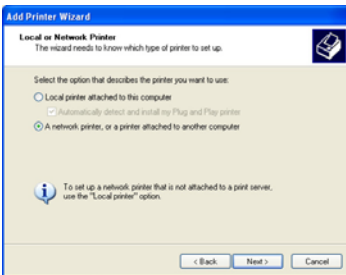 Add Printer Wizard
Local or Network Printer
The wizard needs to know which type of printer to set up.
Select the option that describes the printer you want to use:
Local printer attached to this computer
Automatically detect and install my Plug and Play printer
A network printer, or a printer attached to another computer
To set up a network printer that is not attached to a print server,
use the "Local printer" option.
< Back
Next >
Cancel